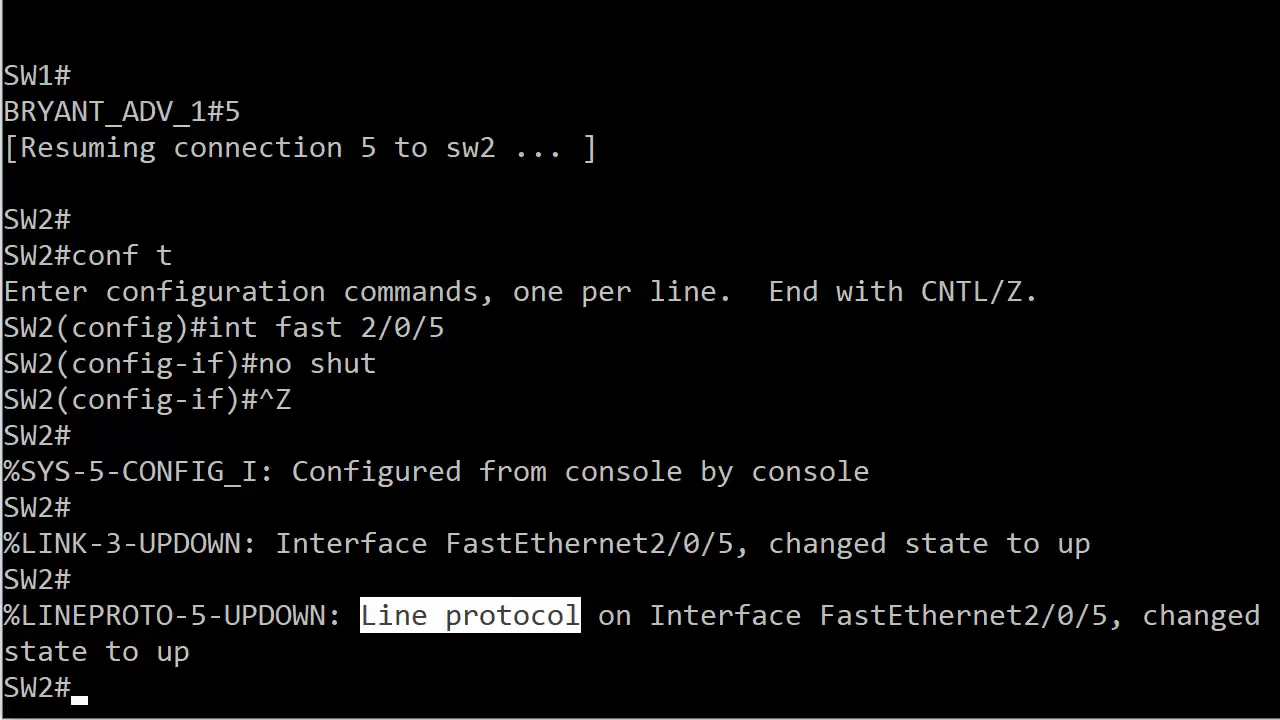 SW1#
BRYANT_ADV_1#5
[Resuming connection 5 to sw2 ... ]
SW2#
SW2#conf t
Enter configuration commands, one per line.  End with CNTL/Z.
SW2(config)#int fast 2/0/5
SW2(config-if)#no shut
SW2(config-if)#^Z
SW2#
%SYS-5-CONFIG_I: Configured from console by console
SW2#
%LINK-3-UPDOWN: Interface FastEthernet2/0/5, changed state to up
SW2#
%LINEPROTO-5-UPDOWN: Line protocol on Interface FastEthernet2/0/5, changed
state to up
SW2#